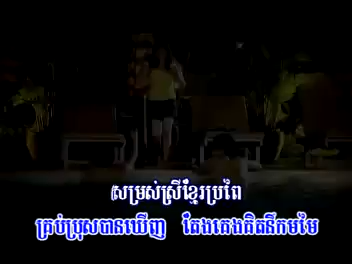 សម្រស់ស្រីខ្មែរប្រពៃ
គ្រប់ប្រុសបានឃើញ តែងគេងគិតនឹកមមៃ